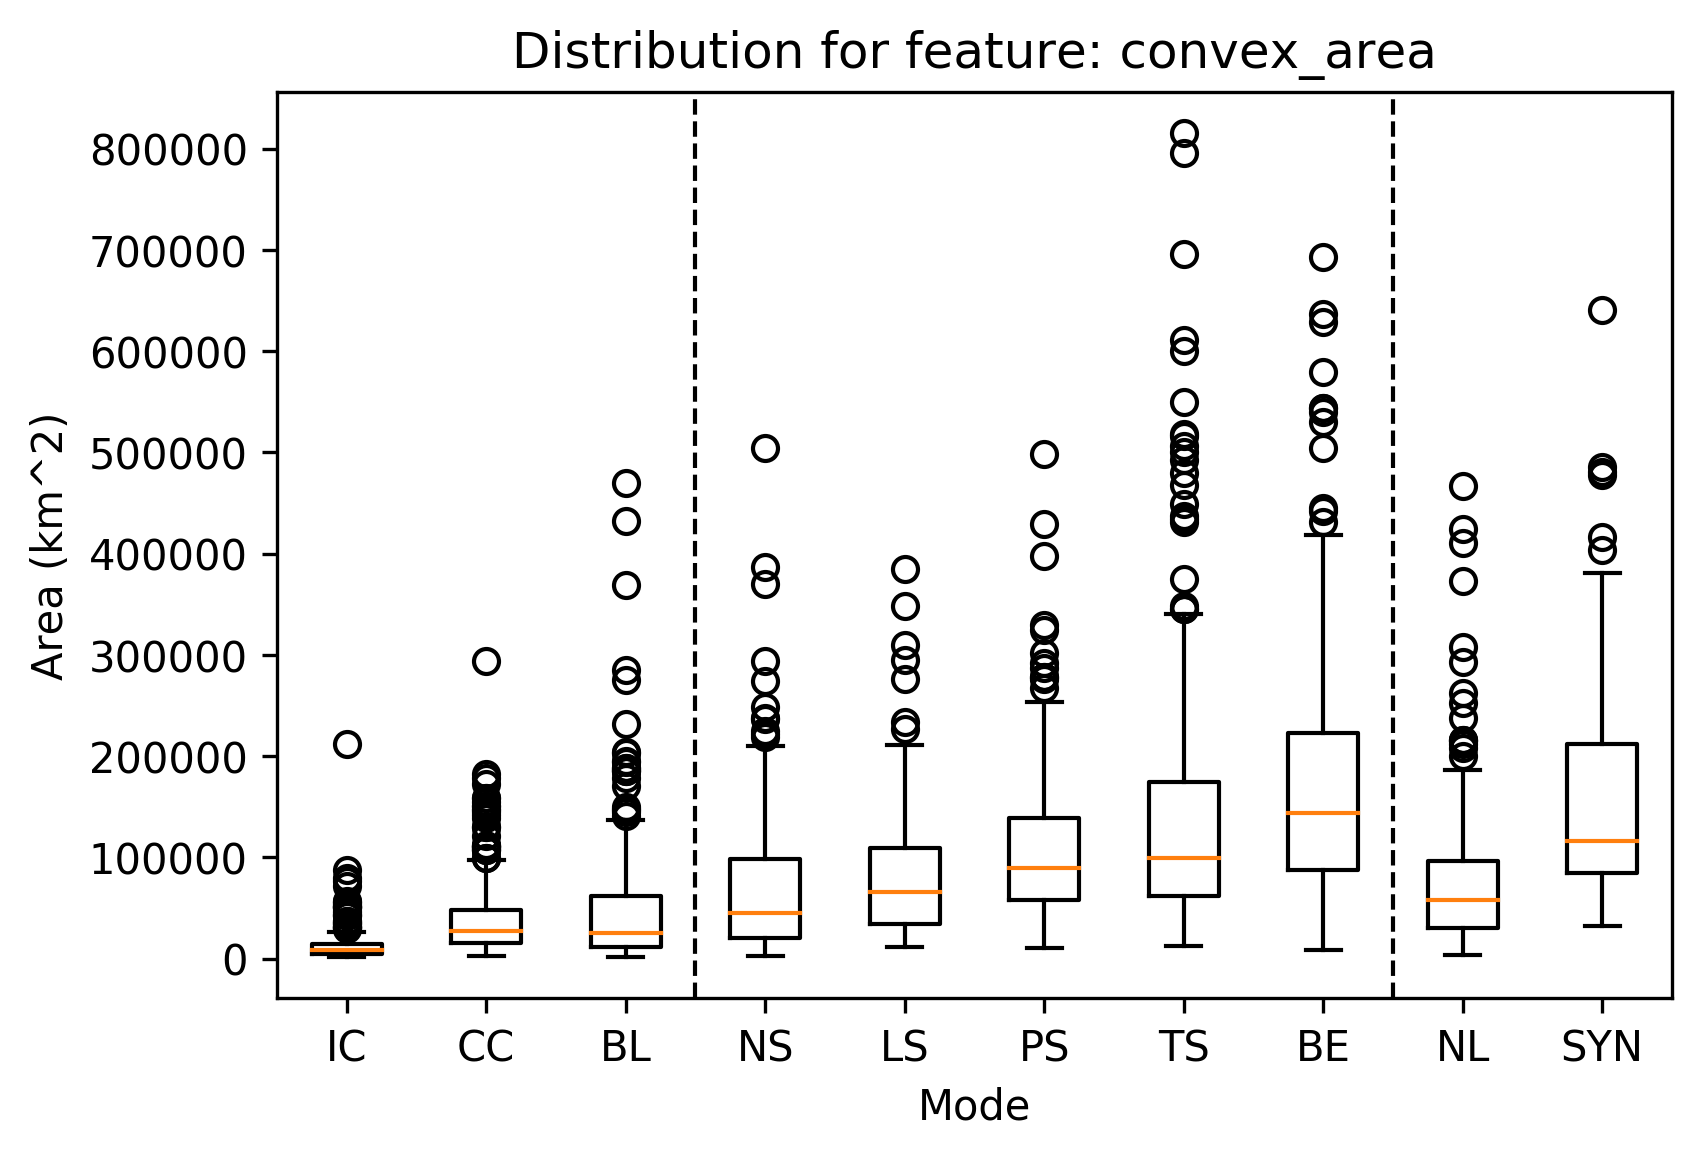 Distribution for feature: convex_area
Area (km^2)
800000
700000
600000
500000
400000
300000
200000
100000
0
IC CC BL NS LS PS TS BE NL SYN
Mode